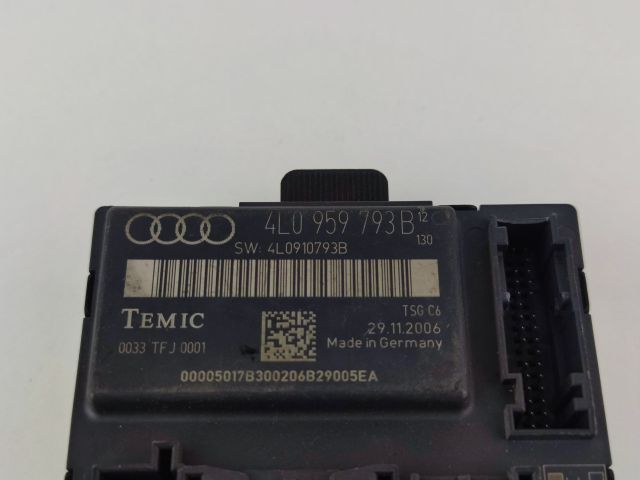 4L0 959 793 B 12
130
SW: 4L0910793B
TEMIC
TSG C6
29.11.2006
0033 TFJ 0001
Made in Germany
00005017B300206B29005EA